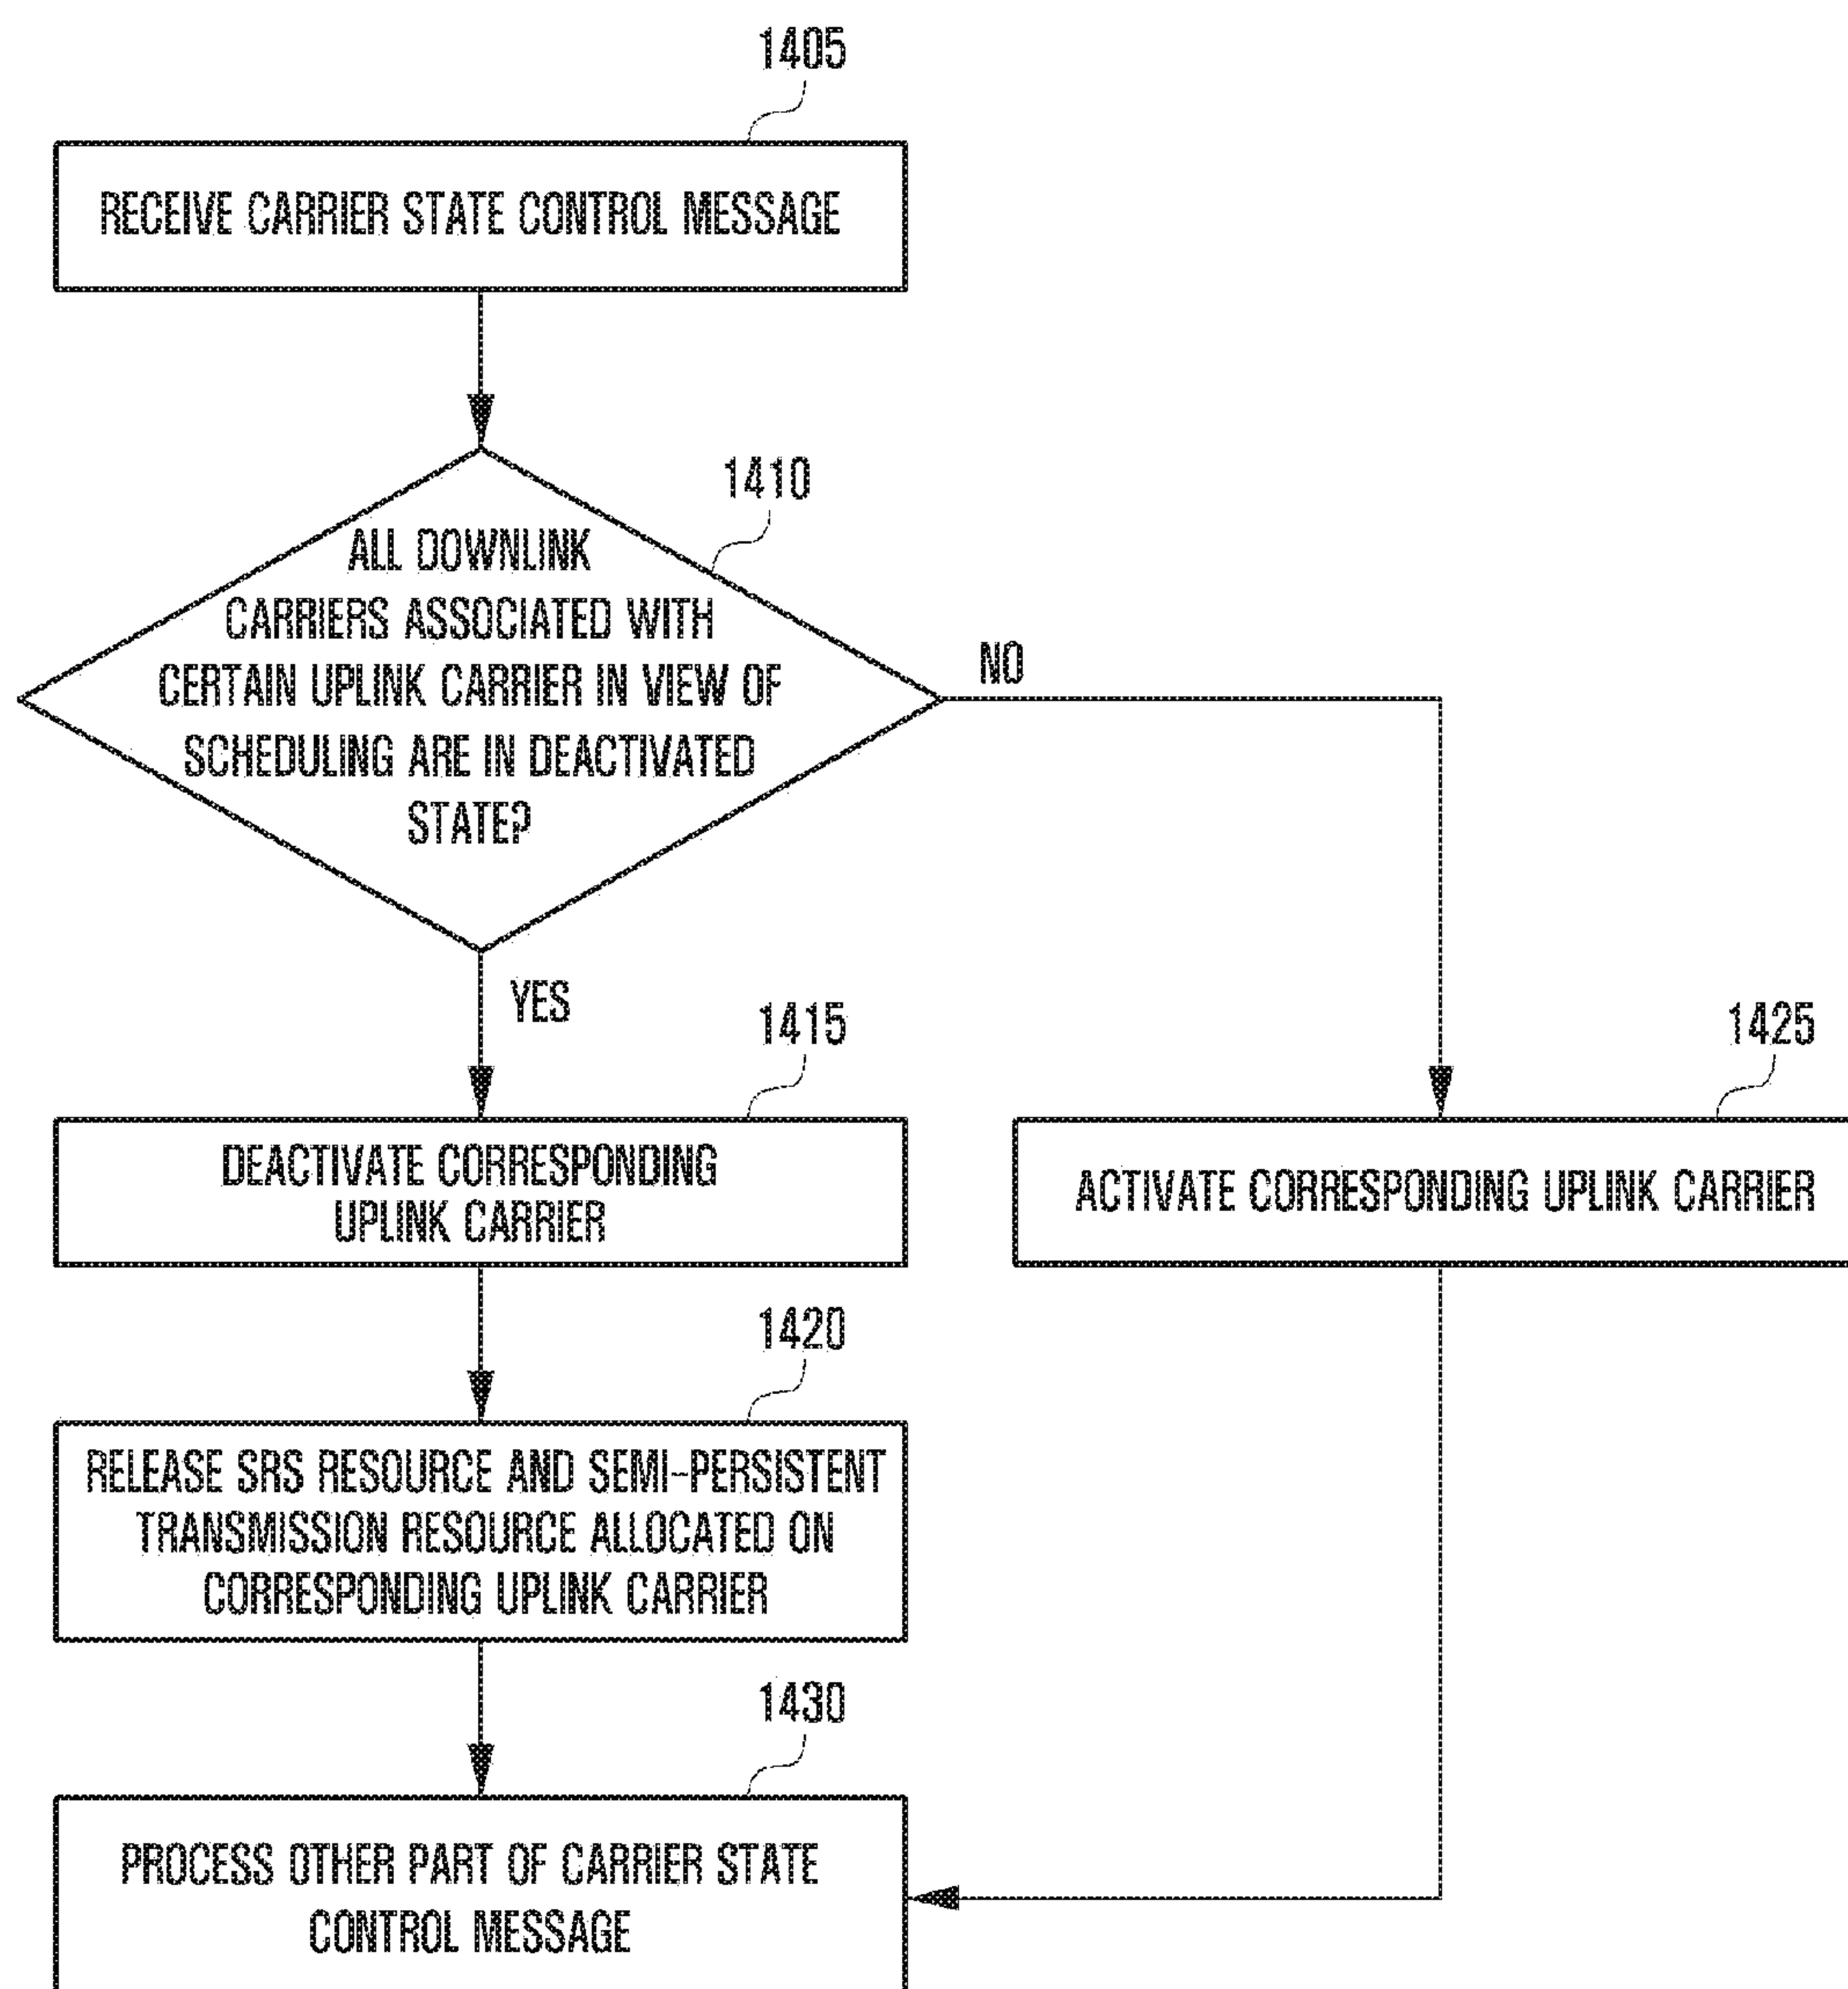 1405
RECEIVE CARRIER STATE CONTROL MESSAGE
1410
ALL DOWNLINK
CARRIERS ASSOCIATED WITH
CERTAIN UPLINK CARRIER IN VIEW OF
SCHEDULING ARE IN DEACTIVATED
STATE?
NO
YES
1415
DEACTIVATE CORRESPONDING
UPLINK CARRIER
1425
ACTIVATE CORRESPONDING UPLINK CARRIER
1420
RELEASE SRS RESOURCE AND SEMI-PERSISTENT
TRANSMISSION RESOURCE ALLOCATED ON
CORRESPONDING UPLINK CARRIER
1430
PROCESS OTHER PART OF CARRIER STATE
CONTROL MESSAGE